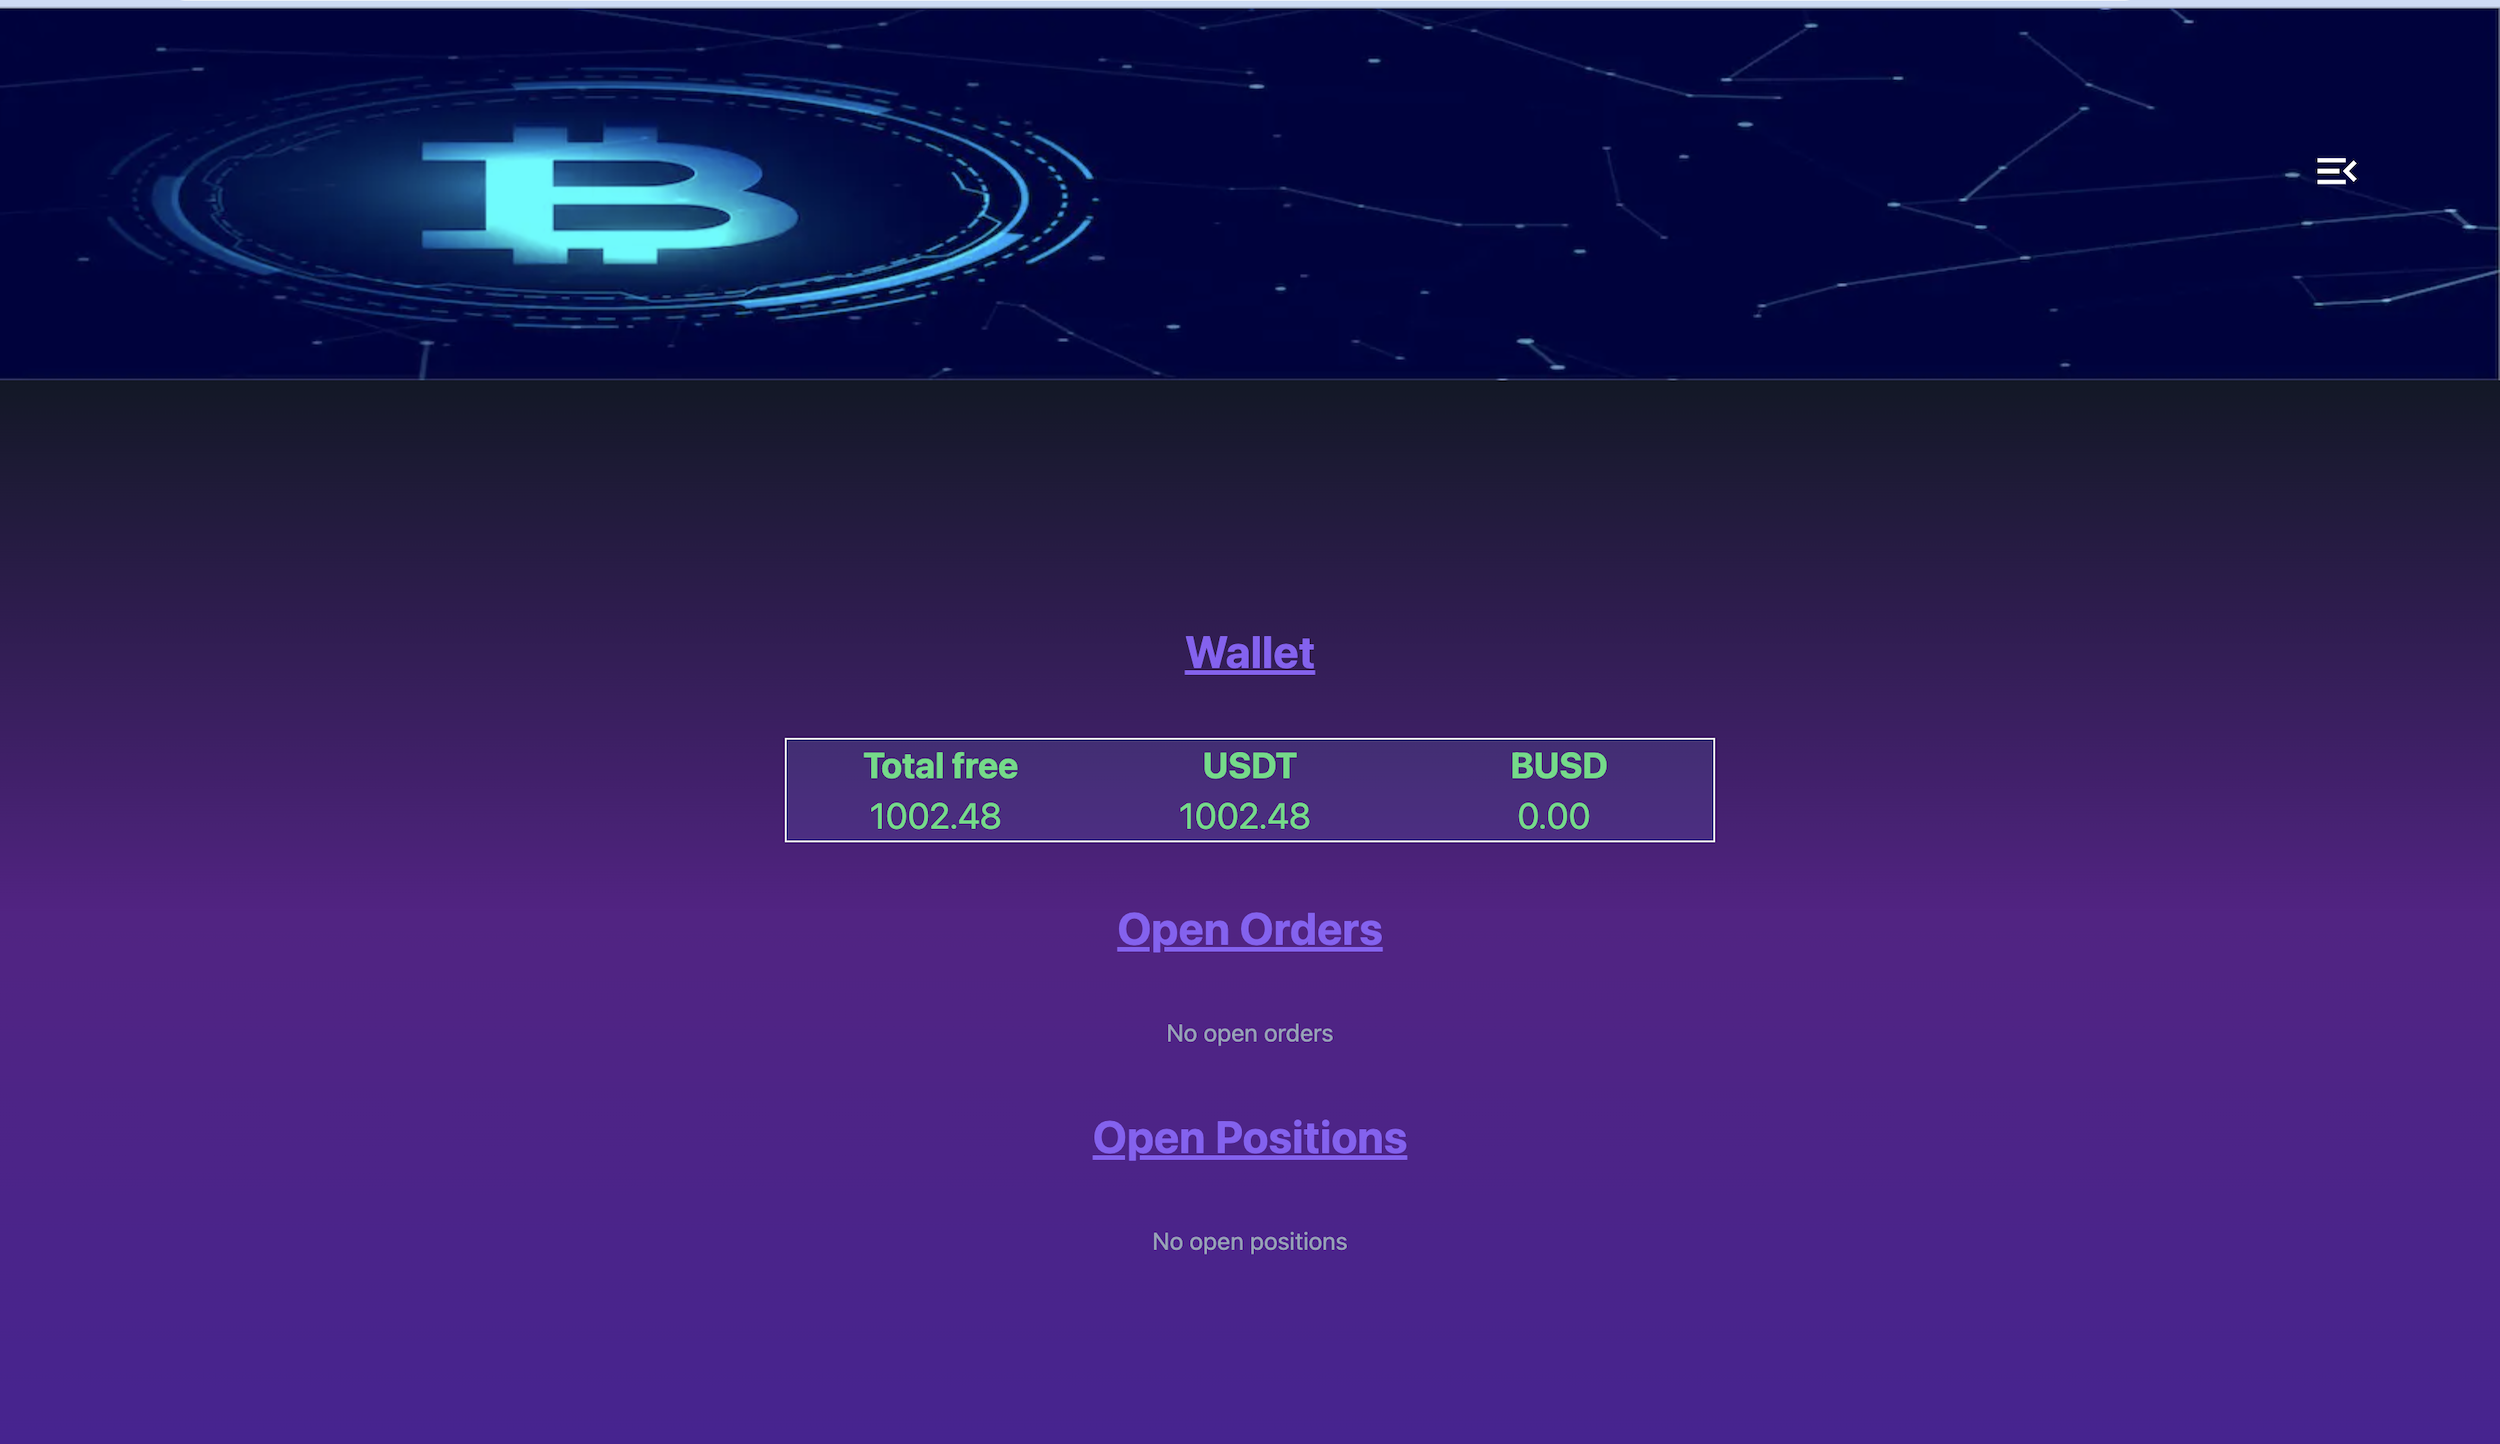 Wallet
Total free USDT BUSD
1002.48 1002.48 0.00
Open Orders
No open orders
Open Positions
No open positions